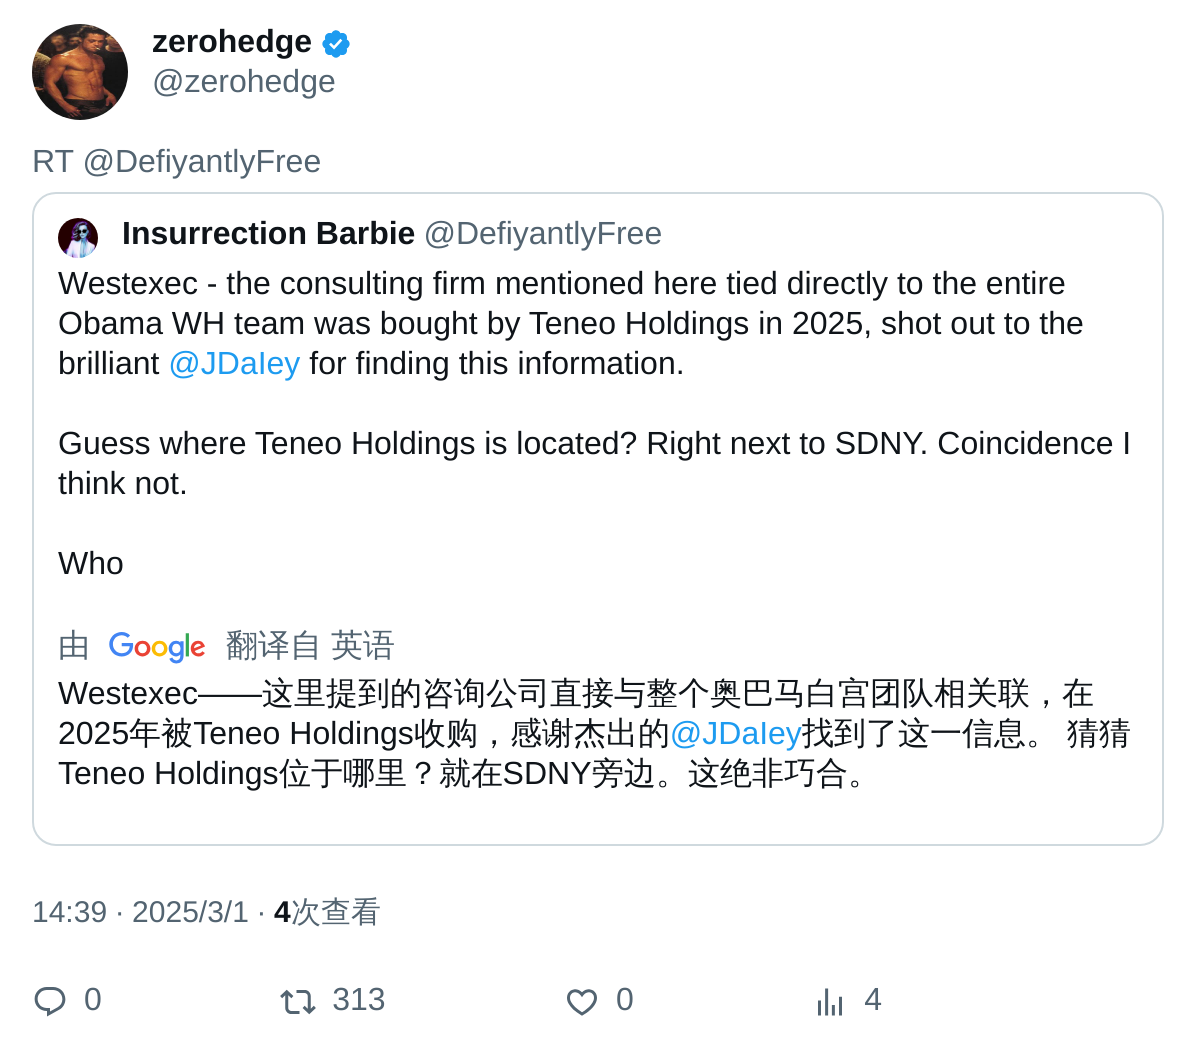 zerohedge
@zerohedge
RT @DefiyantlyFree
Insurrection Barbie @DefiyantlyFree
Westexec - the consulting firm mentioned here tied directly to the entire
Obama WH team was bought by Teneo Holdings in 2025, shot out to the
brilliant @JDaIey for finding this information.
Guess where Teneo Holdings is located? Right next to SDNY. Coincidence I
think not.
Who
由 Google 翻译自 英语
Westexec——这里提到的咨询公司直接与整个奥巴马白宫团队相关联，在
2025年被Teneo Holdings收购，感谢杰出的@JDaIey找到了这一信息。 猜猜
Teneo Holdings位于哪里？就在SDNY旁边。这绝非巧合。
14:39 · 2025/3/1 · 4次查看
0 313 0 4